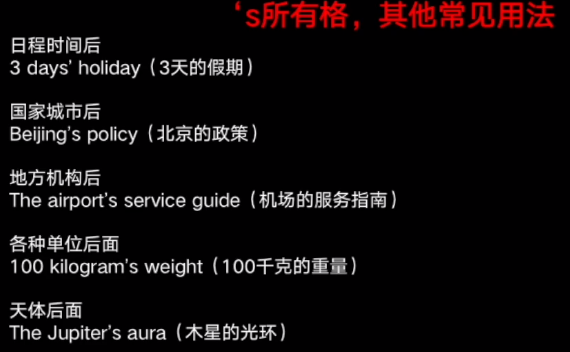 ‘s所有格，其他常见用法
日程时间后
3 days' holiday（3天的假期）
国家城市后
Beijing's policy（北京的政策）
地方机构后
The airport's service guide（机场的服务指南）
各种单位后面
100 kilogram's weight（100千克的重量）
天体后面
The Jupiter's aura（木星的光环）